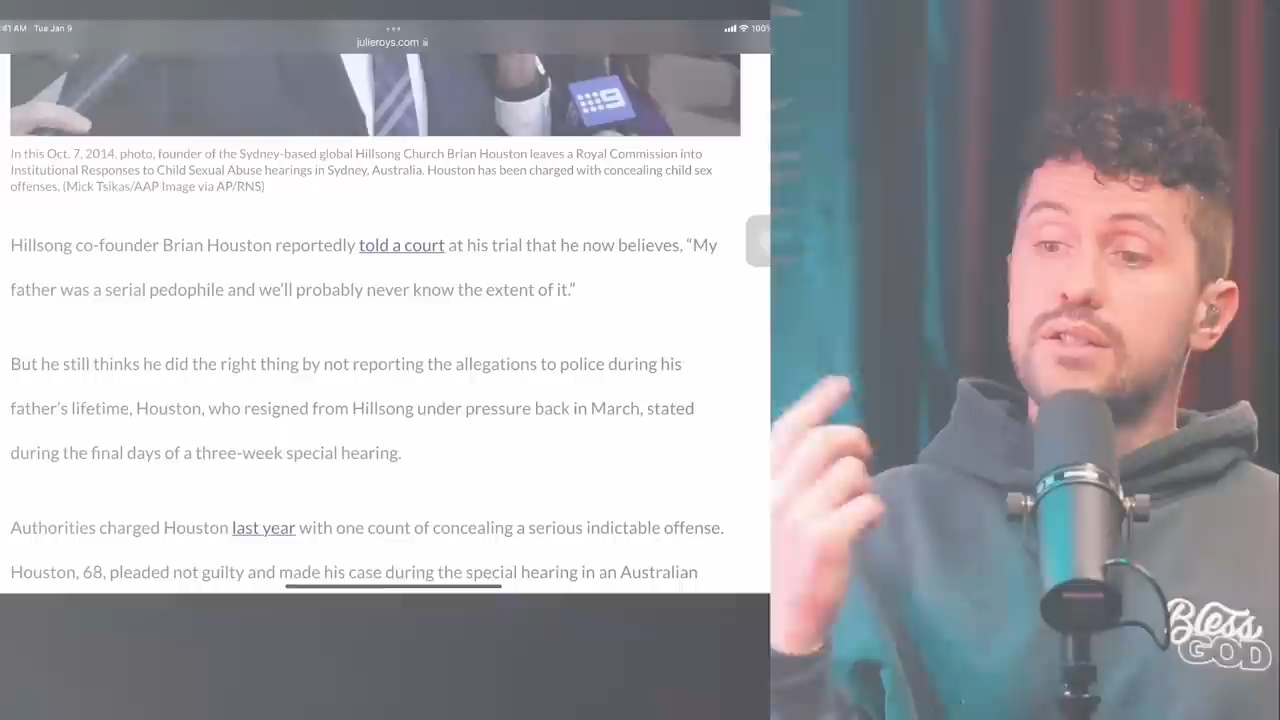 :41 AM Tue Jan 9
100%
julieroys.com
9
In this Oct. 7, 2014, photo, founder of the Sydney-based global Hillsong Church Brian Houston leaves a Royal Commission into
Institutional Responses to Child Sexual Abuse hearings in Sydney, Australia. Houston has been charged with concealing child sex
offenses. (Mick Tsikas/AAP Image via AP/RNS)
Hillsong co-founder Brian Houston reportedly told a court at his trial that he now believes, “My
father was a serial pedophile and we’ll probably never know the extent of it.”
But he still thinks he did the right thing by not reporting the allegations to police during his
father’s lifetime, Houston, who resigned from Hillsong under pressure back in March, stated
during the final days of a three-week special hearing.
Authorities charged Houston last year with one count of concealing a serious indictable offense.
Houston, 68, pleaded not guilty and made his case during the special hearing in an Australian
Bless
GOD